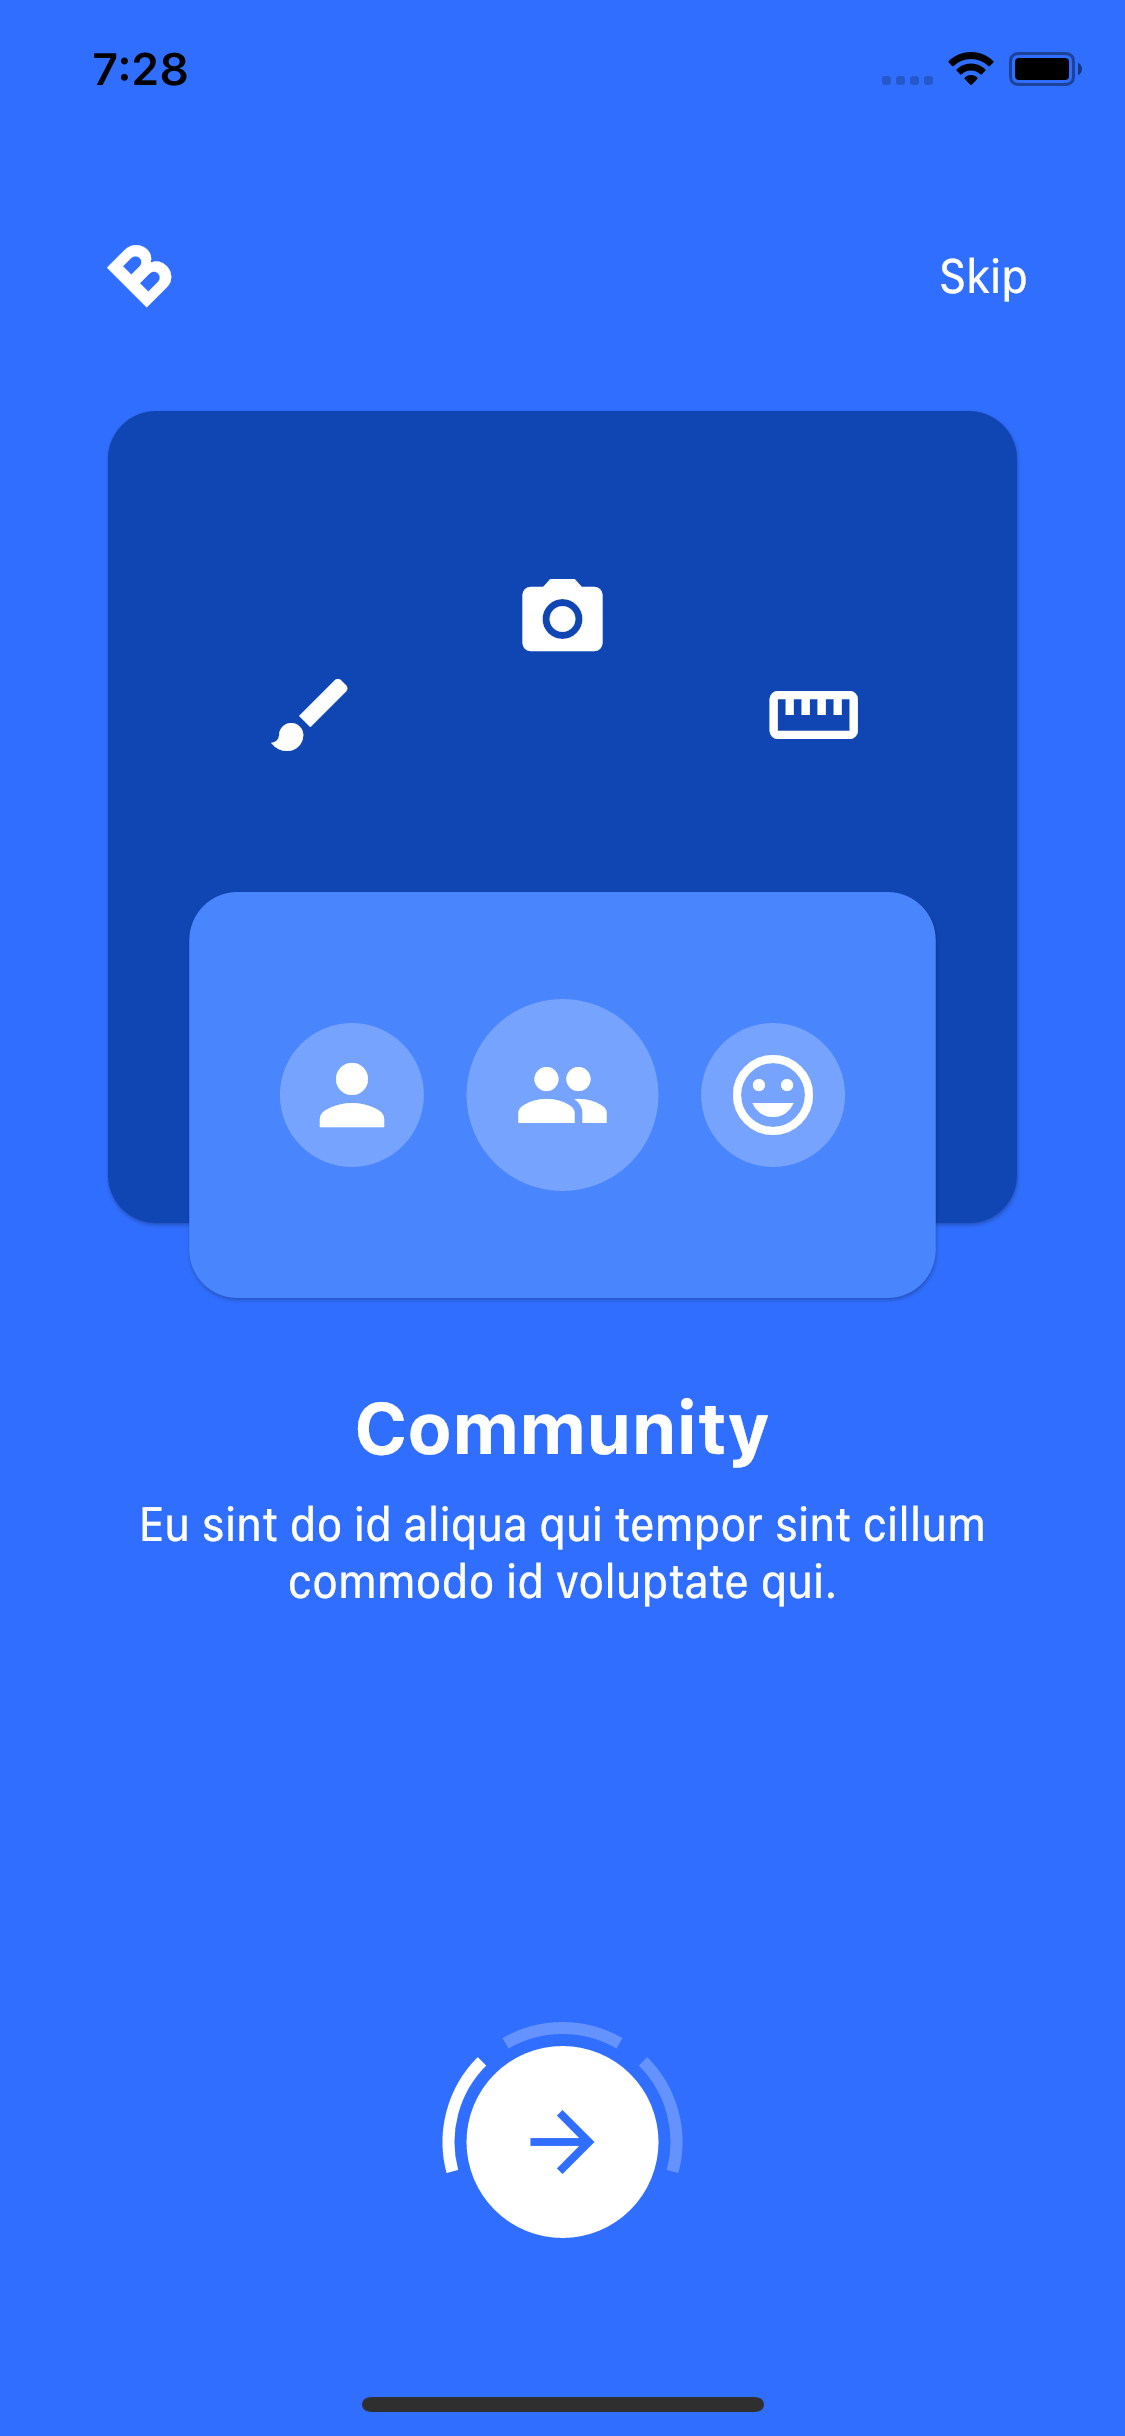 7:28
B
Skip
Community
Eu sint do id aliqua qui tempor sint cillum
commodo id voluptate qui.